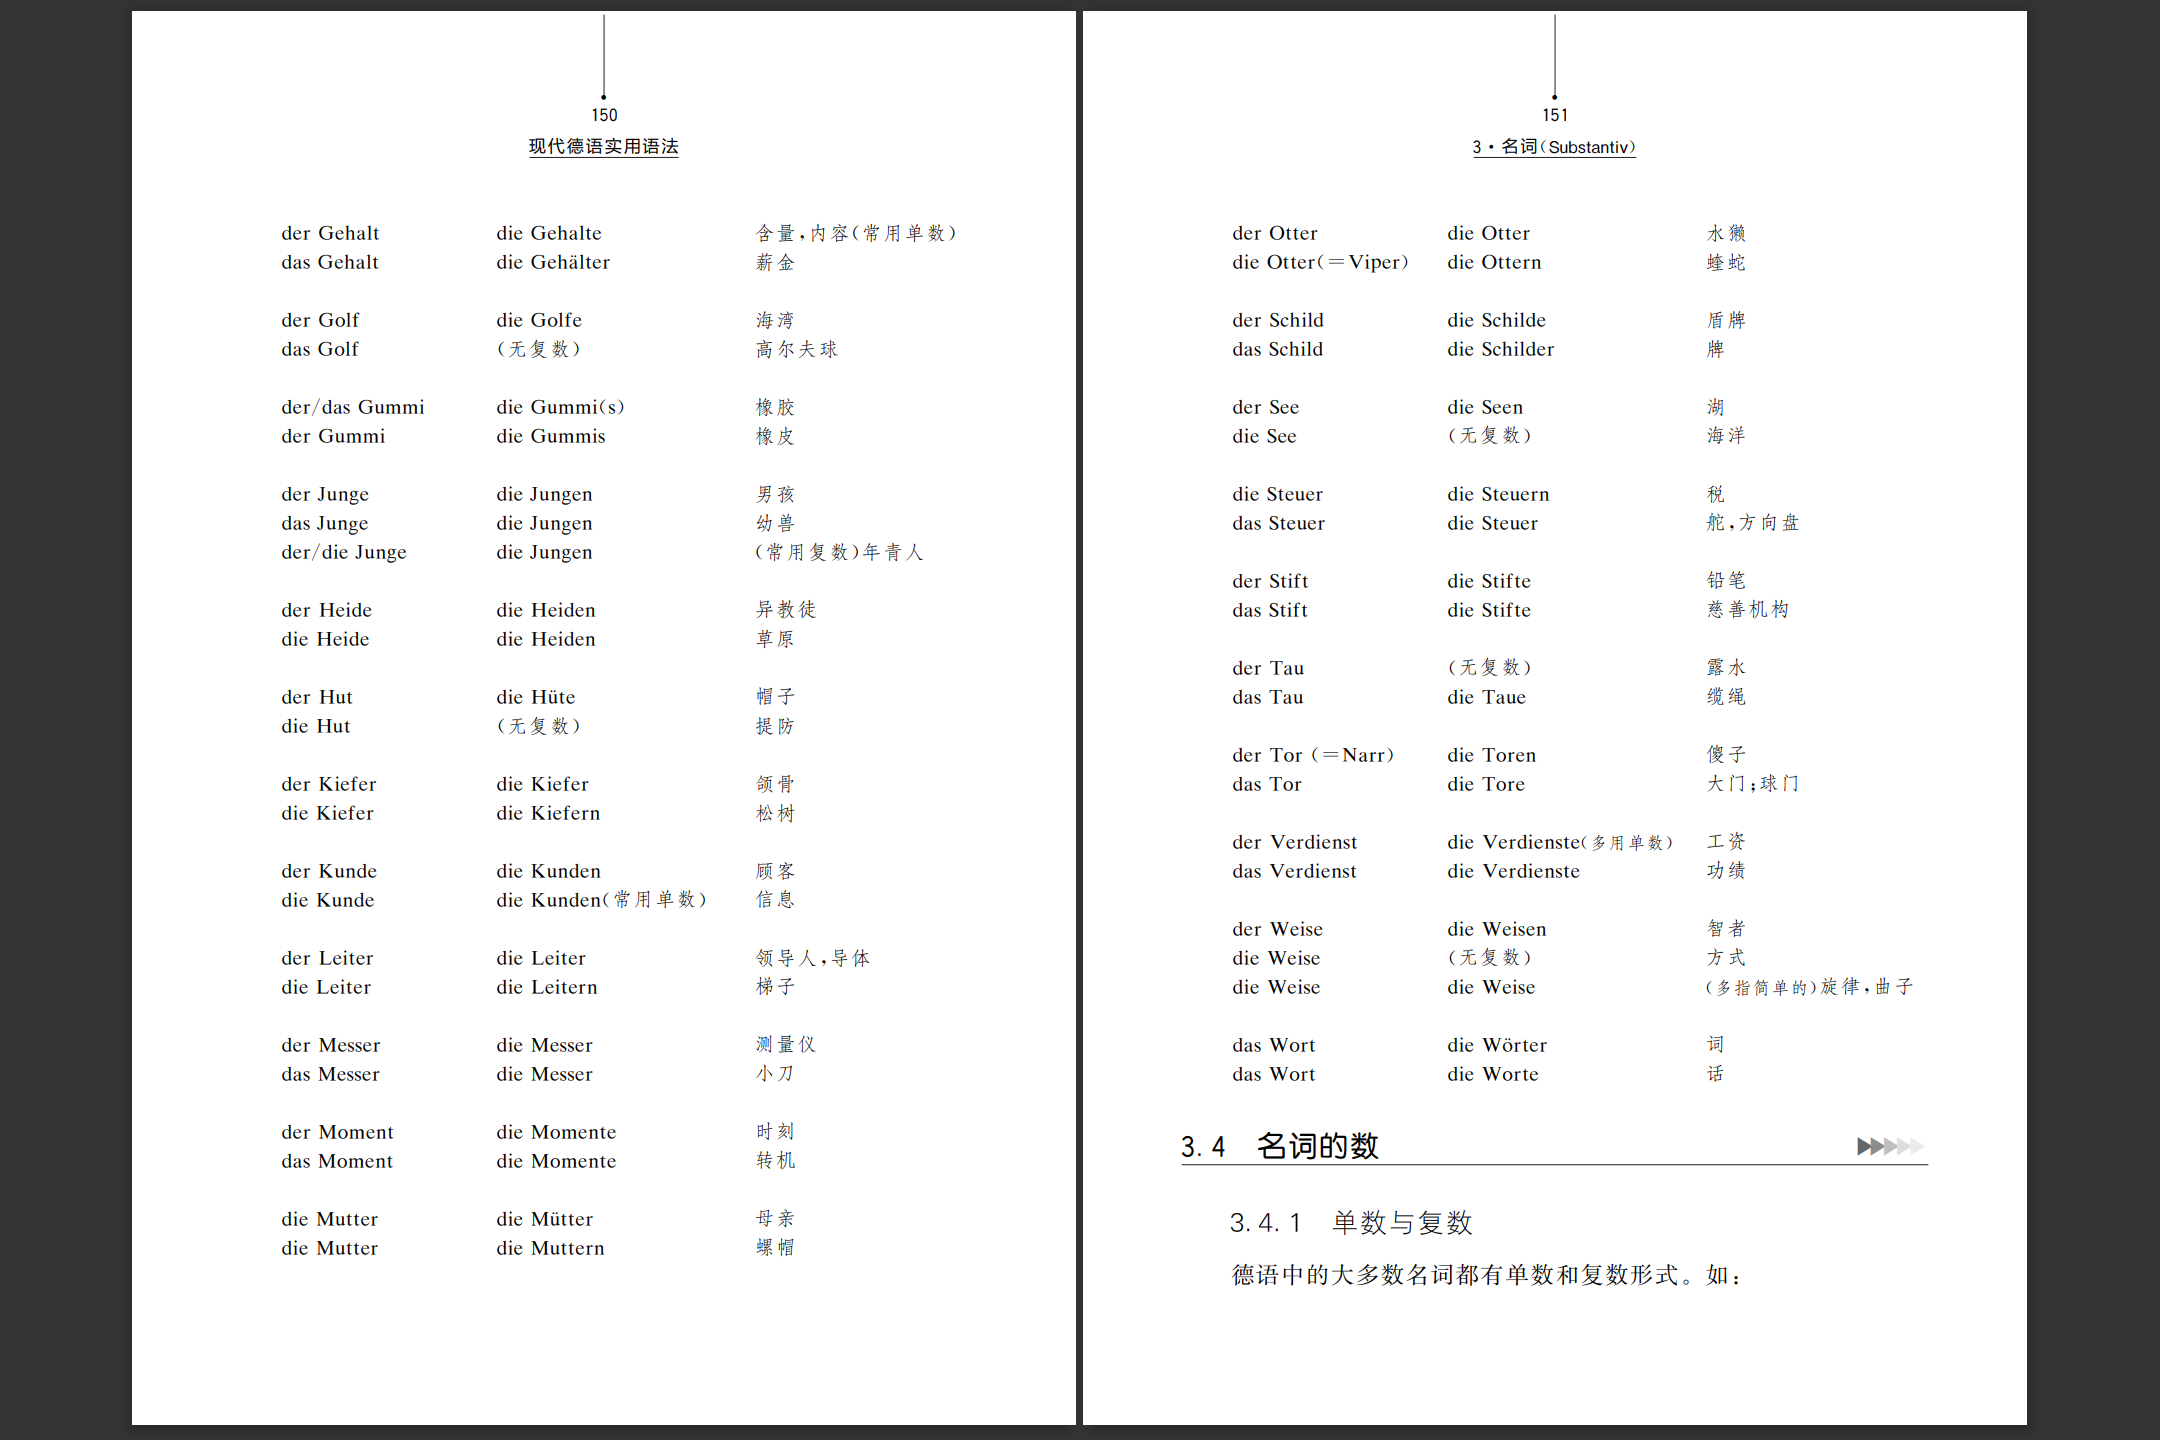 150
现代德语实用语法
der Gehalt die Gehalte 含量,内容(常用单数)
das Gehalt die Gehälter 薪金
der Golf die Golfe 海湾
das Golf (无复数) 高尔夫球
der/das Gummi die Gummi(s) 橡胶
der Gummi die Gummis 橡皮
der Junge die Jungen 男孩
das Junge die Jungen 幼兽
der/die Junge die Jungen (常用复数)年青人
der Heide die Heiden 异教徒
die Heide die Heiden 草原
der Hut die Hüte 帽子
die Hut (无复数) 提防
der Kiefer die Kiefer 颌骨
die Kiefer die Kiefern 松树
der Kunde die Kunden 顾客
die Kunde die Kunden(常用单数) 信息
der Leiter die Leiter 领导人,导体
die Leiter die Leitern 梯子
der Messer die Messer 测量仪
das Messer die Messer 小刀
der Moment die Momente 时刻
das Moment die Momente 转机
die Mutter die Mütter 母亲
die Mutter die Muttern 螺帽
151
3·名词(Substantiv)
der Otter die Otter 水獭
die Otter(=Viper) die Ottern 蝰蛇
der Schild die Schilde 盾牌
das Schild die Schilder 牌
der See die Seen 湖
die See (无复数) 海洋
die Steuer die Steuern 税
das Steuer die Steuer 舵,方向盘
der Stift die Stifte 铅笔
das Stift die Stifte 慈善机构
der Tau (无复数) 露水
das Tau die Taue 缆绳
der Tor (=Narr) die Toren 傻子
das Tor die Tore 大门;球门
der Verdienst die Verdienste(多用单数) 工资
das Verdienst die Verdienste 功绩
der Weise die Weisen 智者
die Weise (无复数) 方式
die Weise die Weise (多指简单的)旋律,曲子
das Wort die Wörter 词
das Wort die Worte 话
3.4 名词的数
3.4.1 单数与复数
德语中的大多数名词都有单数和复数形式。如: